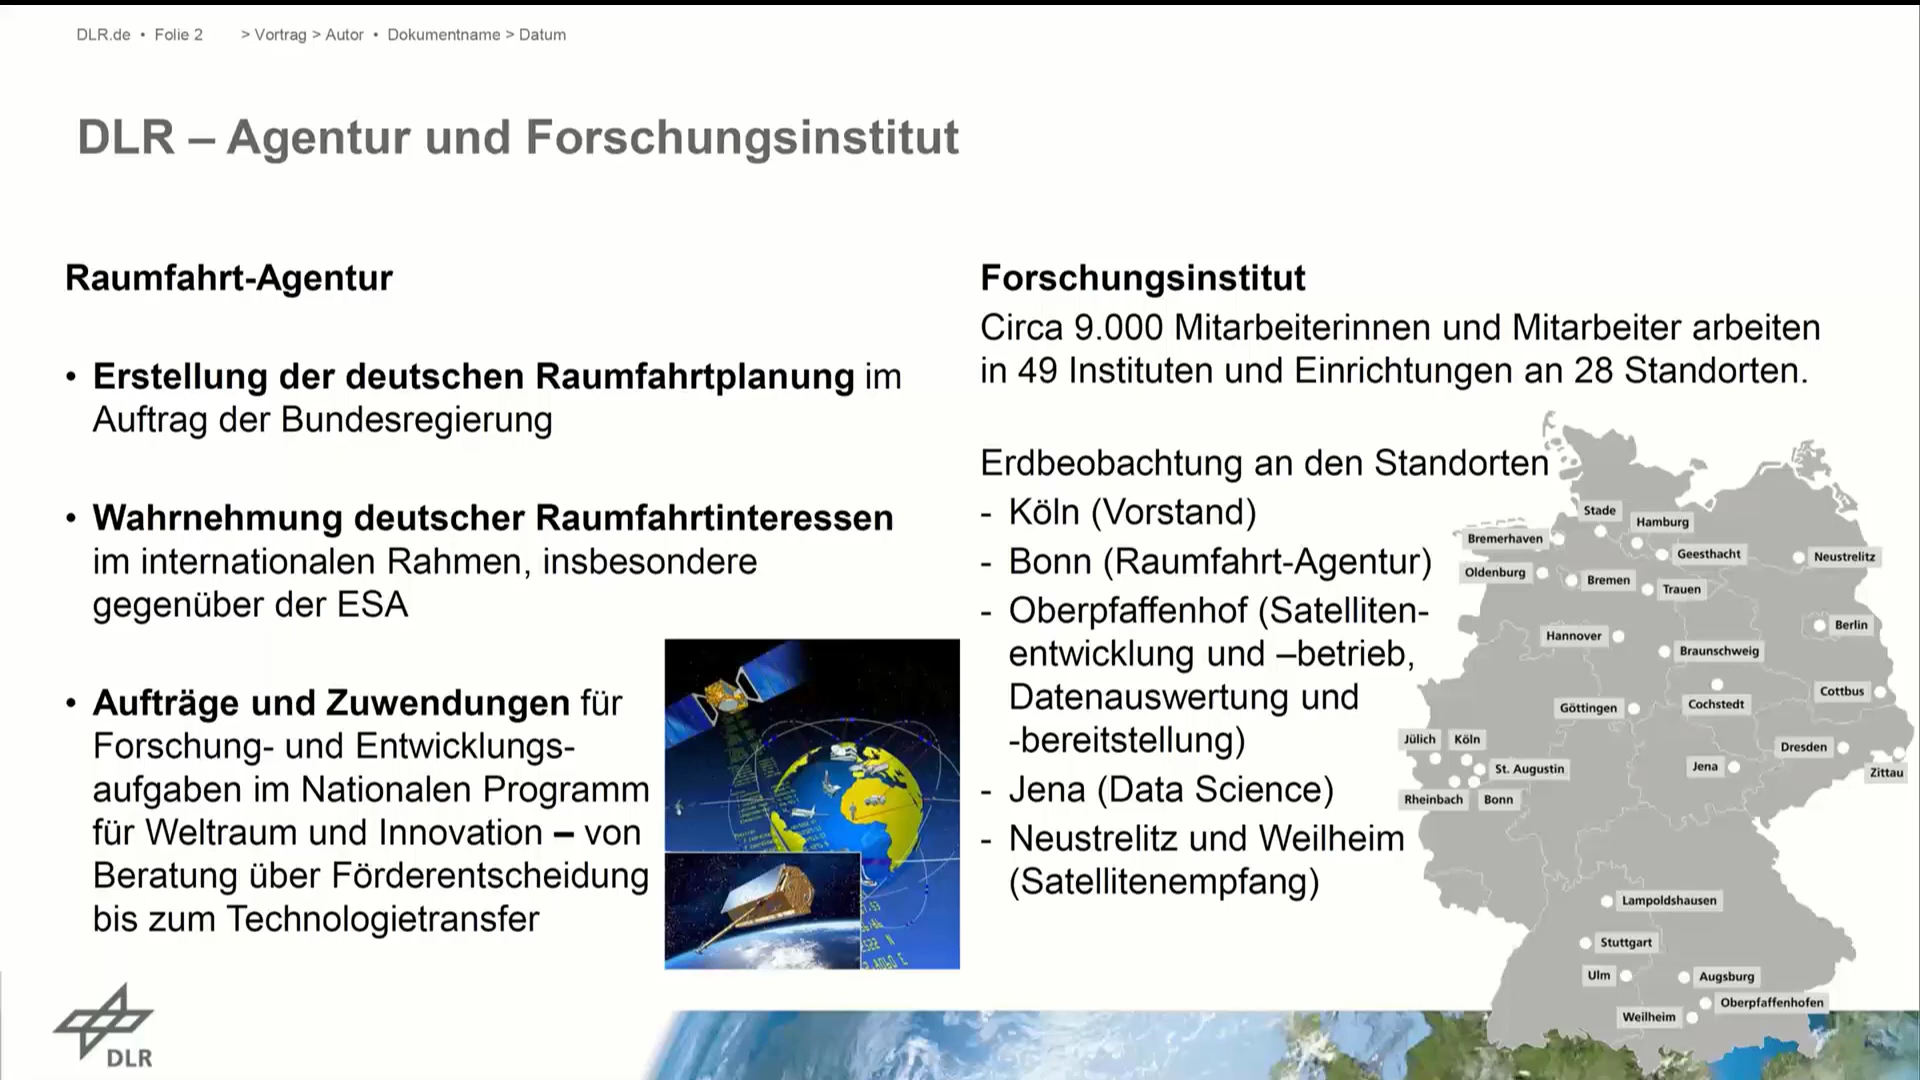 DLR.de • Folie 2 > Vortrag > Autor • Dokumentname > Datum
DLR – Agentur und Forschungsinstitut
Raumfahrt-Agentur
• Erstellung der deutschen Raumfahrtplanung im
Auftrag der Bundesregierung
• Wahrnehmung deutscher Raumfahrtinteressen
im internationalen Rahmen, insbesondere
gegenüber der ESA
• Aufträge und Zuwendungen für
Forschung- und Entwicklungs-
aufgaben im Nationalen Programm
für Weltraum und Innovation – von
Beratung über Förderentscheidung
bis zum Technologietransfer
Forschungsinstitut
Circa 9.000 Mitarbeiterinnen und Mitarbeiter arbeiten
in 49 Instituten und Einrichtungen an 28 Standorten.
Erdbeobachtung an den Standorten
- Köln (Vorstand)
- Bonn (Raumfahrt-Agentur)
- Oberpfaffenhof (Satelliten-
entwicklung und –betrieb,
Datenauswertung und
-bereitstellung)
- Jena (Data Science)
- Neustrelitz und Weilheim
(Satellitenempfang)
Stade
Hamburg
Bremerhaven
Geesthacht
Neustrelitz
Oldenburg
Bremen
Trauen
Berlin
Hannover
Braunschweig
Cottbus
Cochstedt
Göttingen
Jülich
Köln
Dresden
St. Augustin
Jena
Zittau
Rheinbach
Bonn
Lampoldshausen
Stuttgart
Ulm
Augsburg
Oberpfaffenhofen
Weilheim
DLR